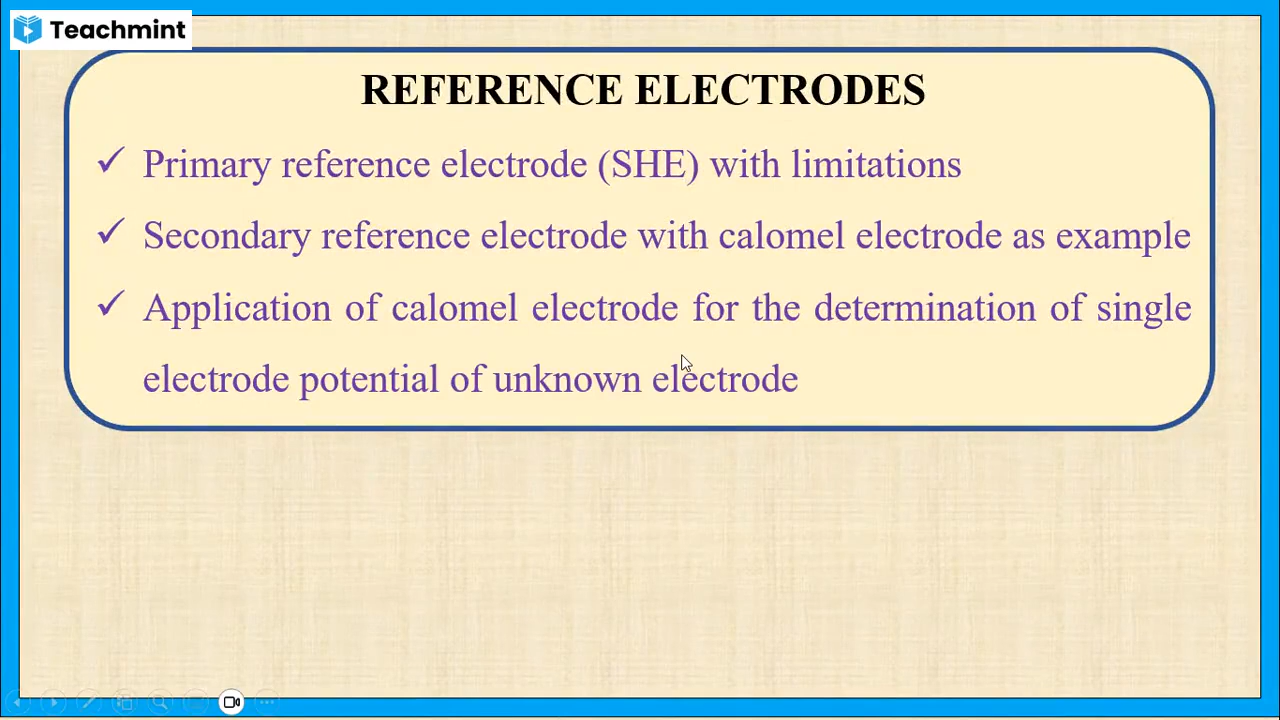 Teachmint
REFERENCE ELECTRODES
✓ Primary reference electrode (SHE) with limitations
✓ Secondary reference electrode with calomel electrode as example
✓ Application of calomel electrode for the determination of single
electrode potential of unknown electrode